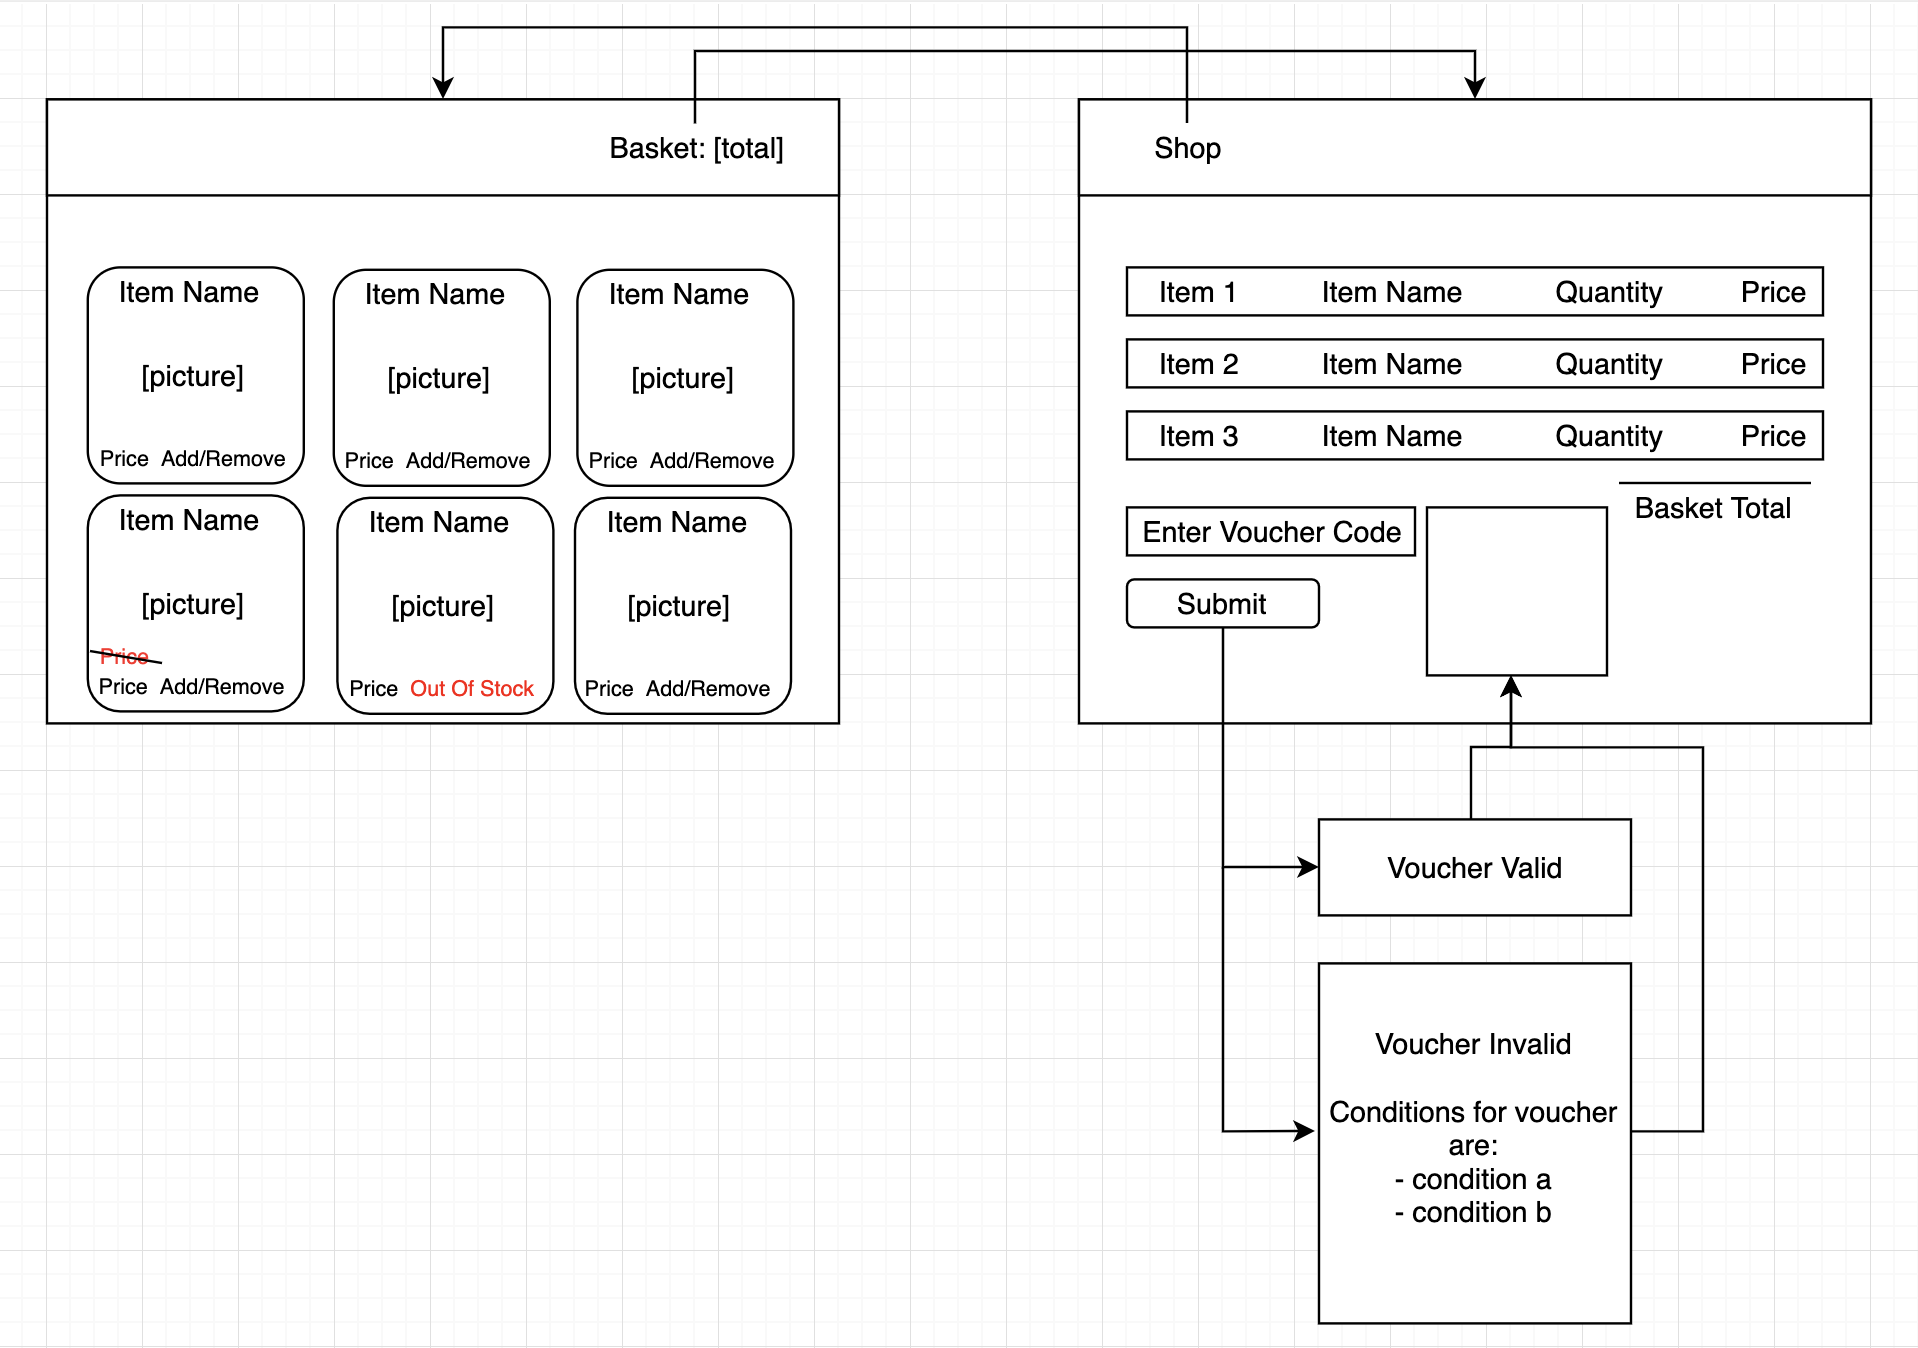 Basket: [total]
Item Name
[picture]
Price Add/Remove
Item Name
[picture]
Price Add/Remove
Item Name
[picture]
Price Add/Remove
Item Name
[picture]
Price
Price Add/Remove
Item Name
[picture]
Price Out Of Stock
Item Name
[picture]
Price Add/Remove
Shop
Item 1 Item Name Quantity Price
Item 2 Item Name Quantity Price
Item 3 Item Name Quantity Price
Basket Total
Enter Voucher Code
Submit
Voucher Valid
Voucher Invalid
Conditions for voucher
are:
- condition a
- condition b